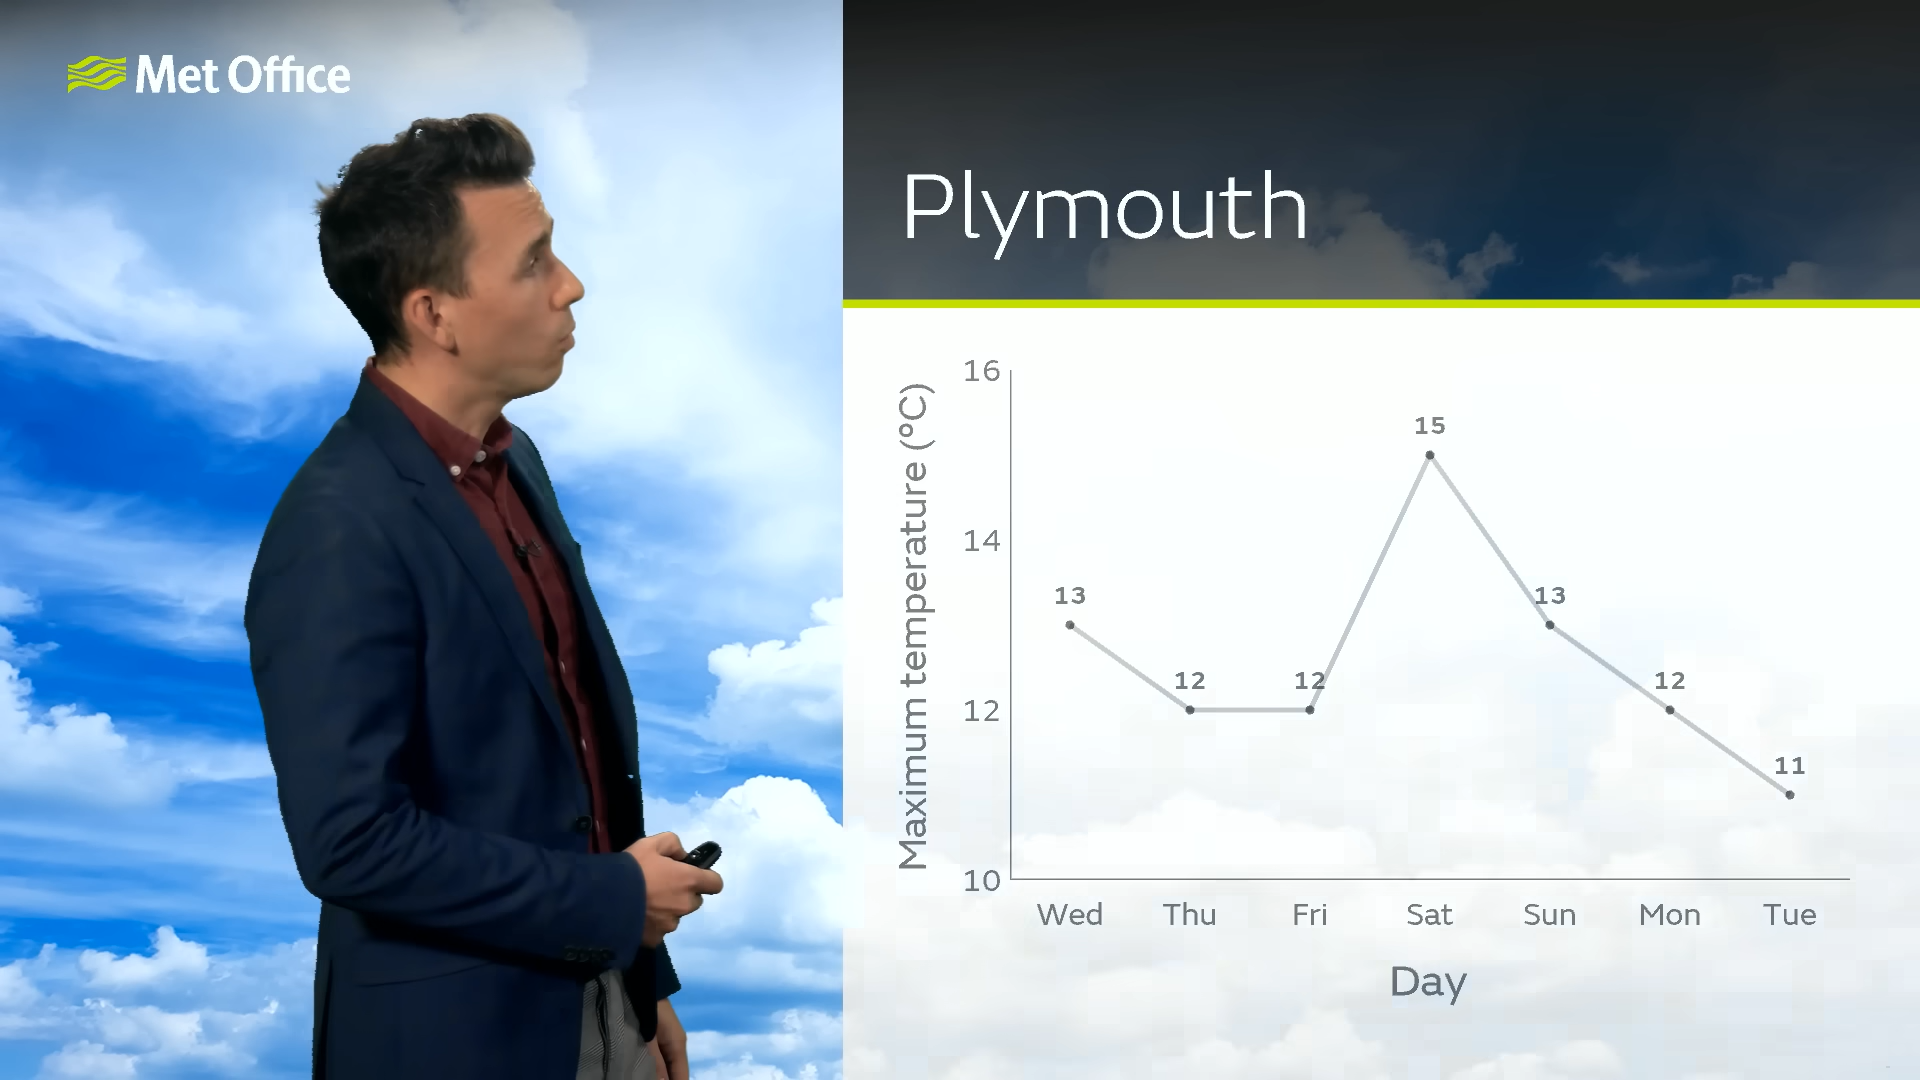 Met Office
Plymouth
Maximum temperature (°C)
16
14
12
10
13
12
12
15
13
12
11
Wed Thu Fri Sat Sun Mon Tue
Day